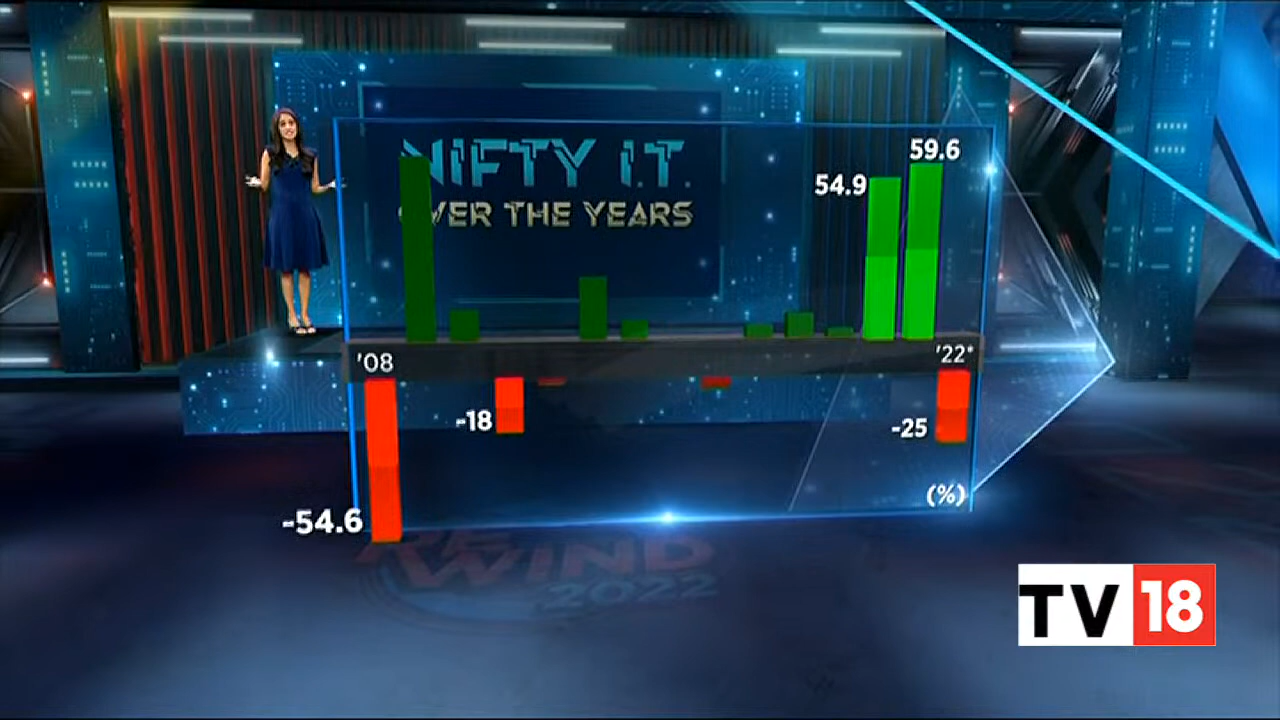 NIFTY I.T.
OVER THE YEARS
59.6
54.9
'08
'22*
-18
-25
(%)
-54.6
REWIND
2022
TV18